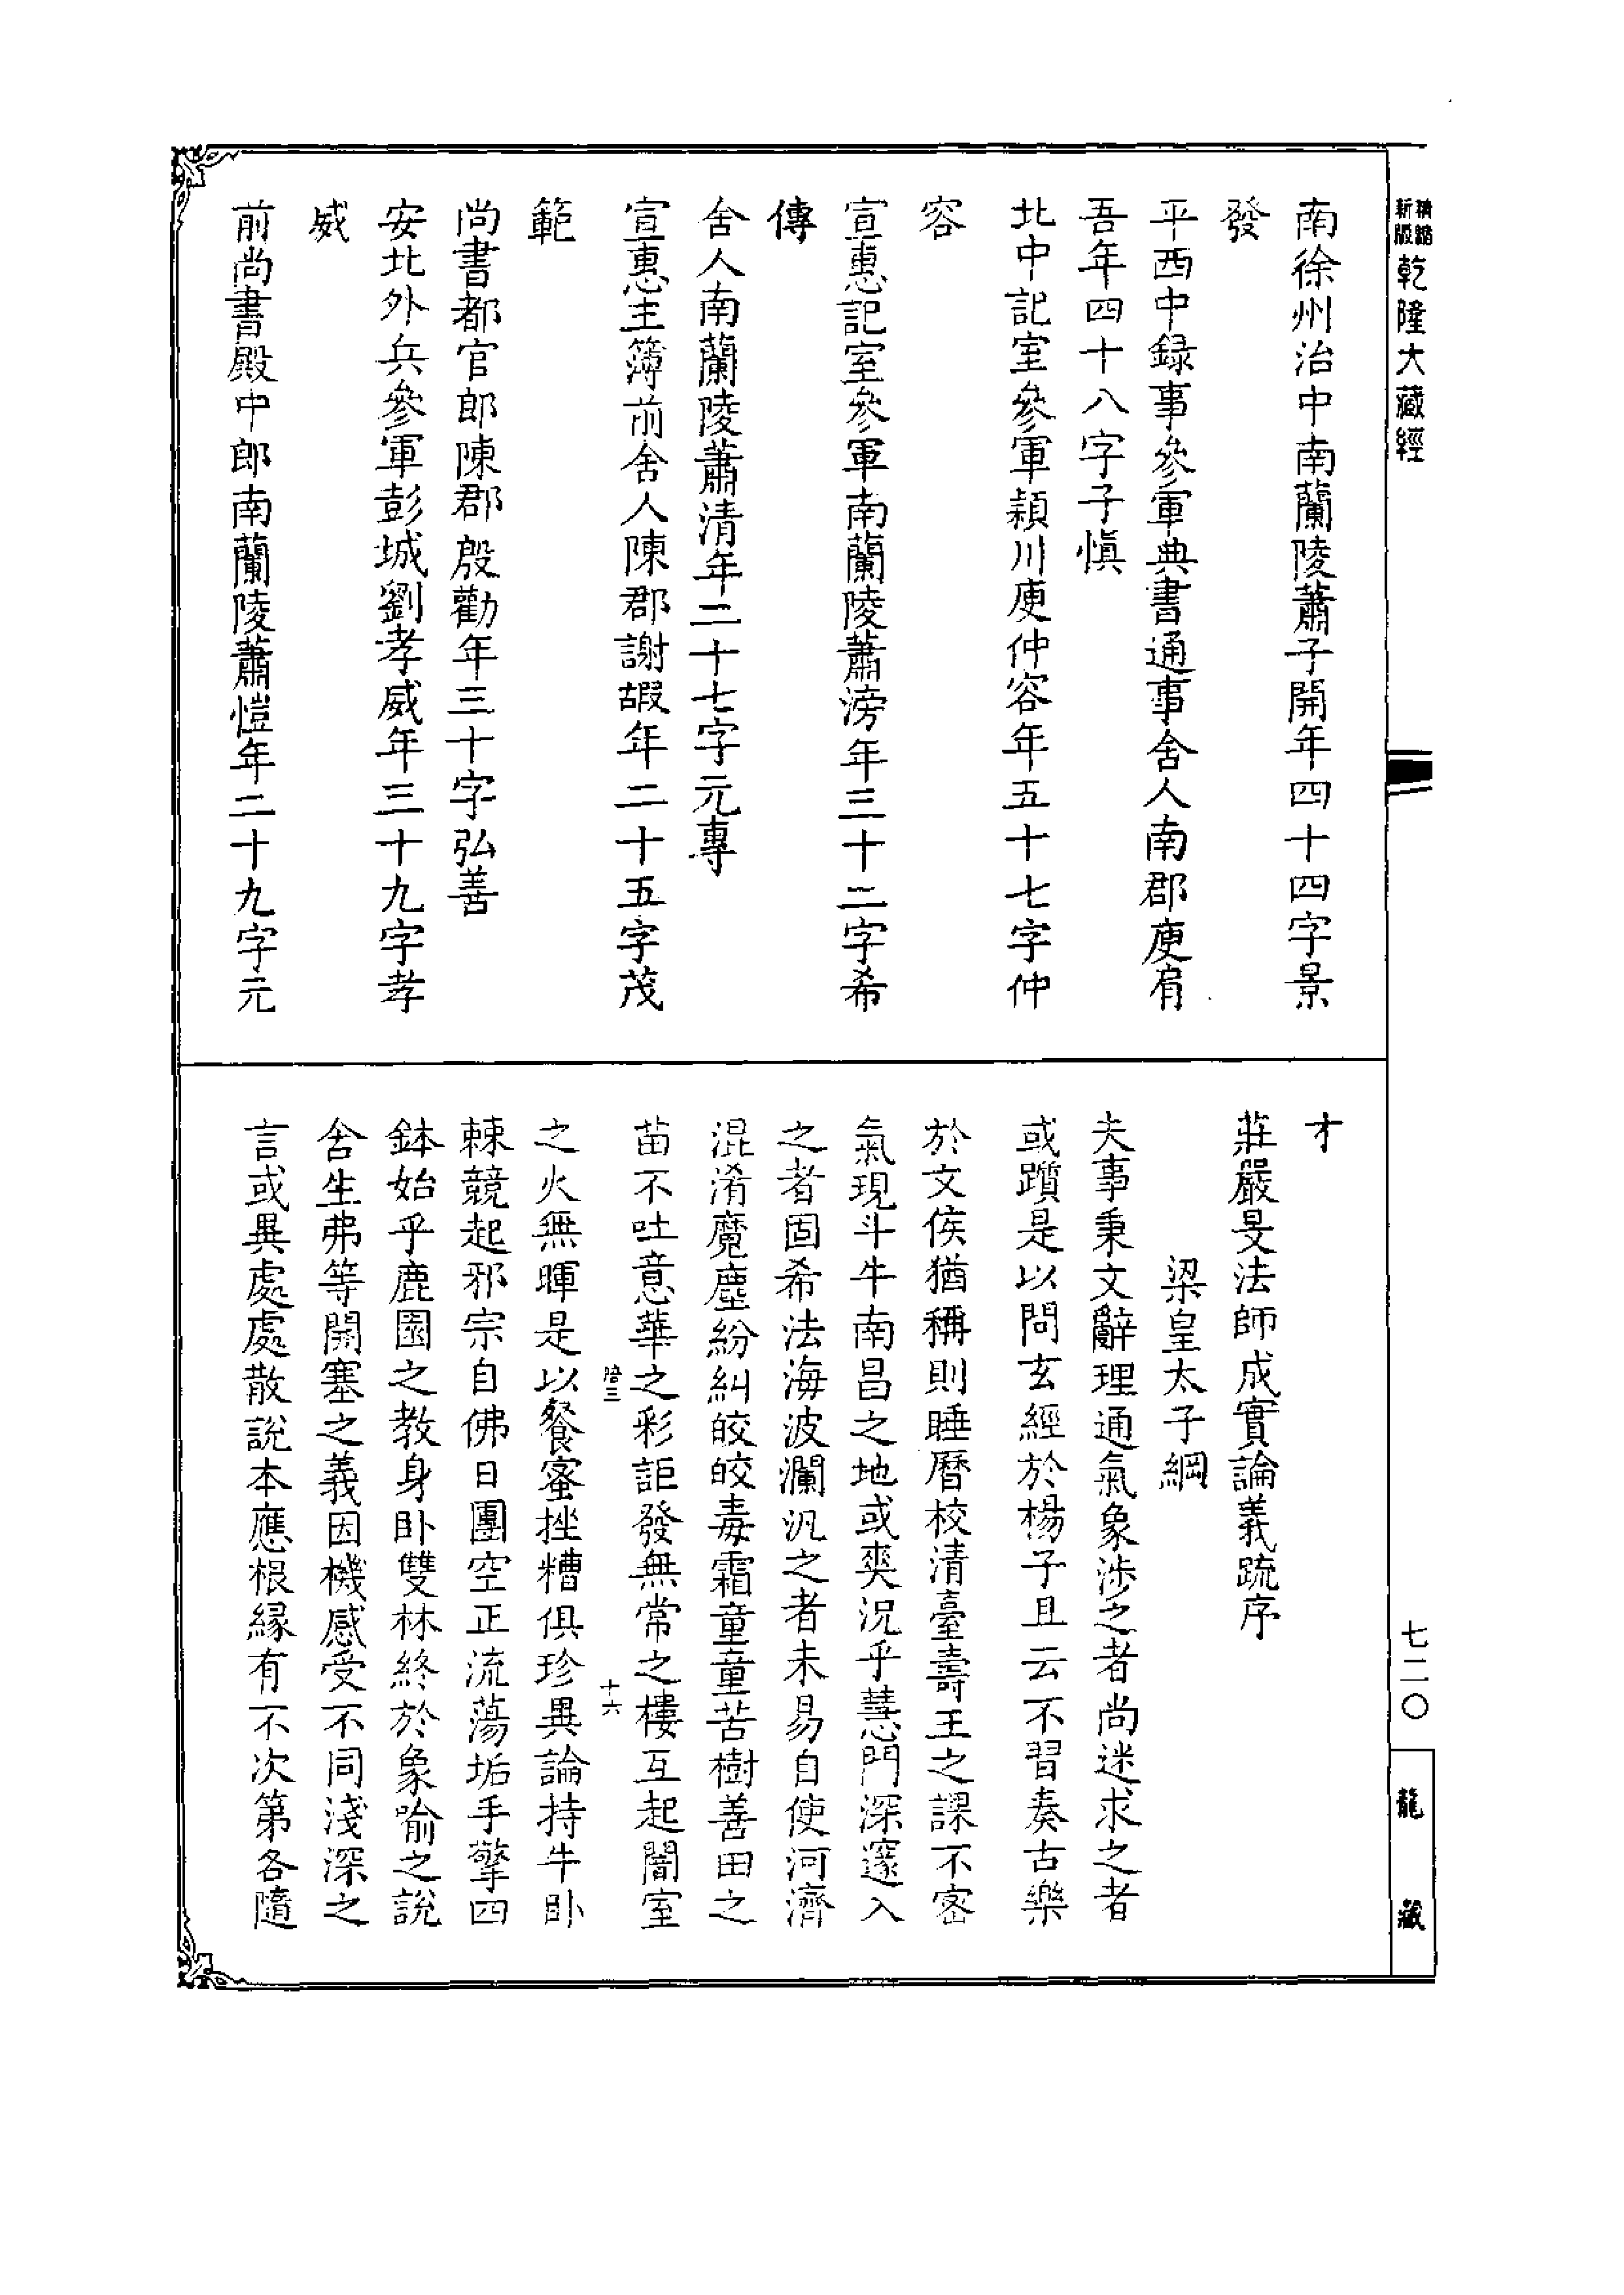 精縮新版 乾隆大藏經
南徐州治中南蘭陵蕭子開年四十四字景
發
平西中録事參軍典書通事舍人南郡庾肩
吾年四十八字子愼
北中記室參軍穎川庾仲容年五十七字仲
容
宣惠記室參軍南蘭陵蕭滂年三十二字希
傳
舍人南蘭陵蕭清年二十七字元專
宣惠主簿前舍人陳郡謝嘏年二十五字茂
範
尚書都官郎陳郡殷勸年三十字弘善
安北外兵參軍彭城劉孝威年三十九字孝
威
前尚書殿中郎南蘭陵蕭愷年二十九字元
才
莊嚴旻法師成實論義疏序
梁皇太子綱
夫事秉文辭理通氣象涉之者尚迷求之者
或躓是以問玄經於楊子且云不習奏古樂
於文侯猶稱則睡曆校清臺壽王之課不密
氣現斗牛南昌之地或爽況乎慧門深邃入
之者固希法海波瀾汎之者未易自使河濟
混淆魔塵紛糾皎皎毒霜童童苦樹善田之
苗不吐意華之彩詎發無常之樓互起闇室
十六
之火無暉是以餐蜜挫糟俱珍異論持牛卧
棘競起邪宗自佛日團空正流蕩垢手擎四
鉢始乎鹿園之教身卧雙林終於象喻之說
含生弗等開塞之義因機感受不同淺深之
言或異處處散說本應根緣有不次第各隨
七二〇
龍藏